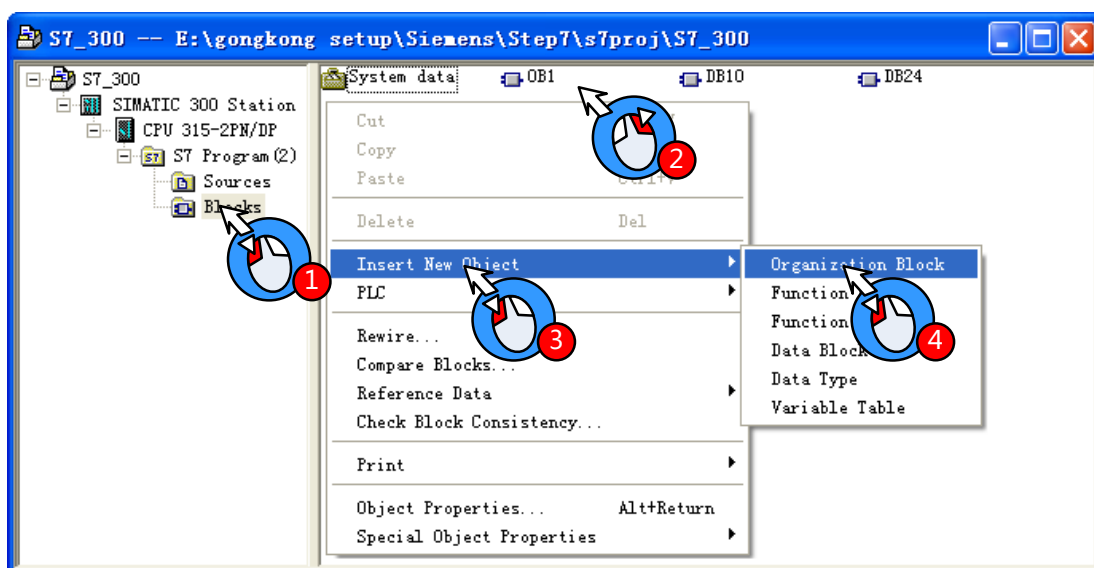 S7_300 -- E:\gongkong setup\Siemens\Step7\s7proj\S7_300
S7_300
SIMATIC 300 Station
CPU 315-2PN/DP
S7 Program(2)
Sources
Blocks
System data
OB1
DB10
DB24
Cut
Copy
Paste
Delete Del
Insert New Object
PLC
Rewire...
Compare Blocks...
Reference Data
Check Block Consistency...
Print
Object Properties... Alt+Return
Special Object Properties
Organization Block
Function
Function
Data Block
Data Type
Variable Table
1
2
3
4